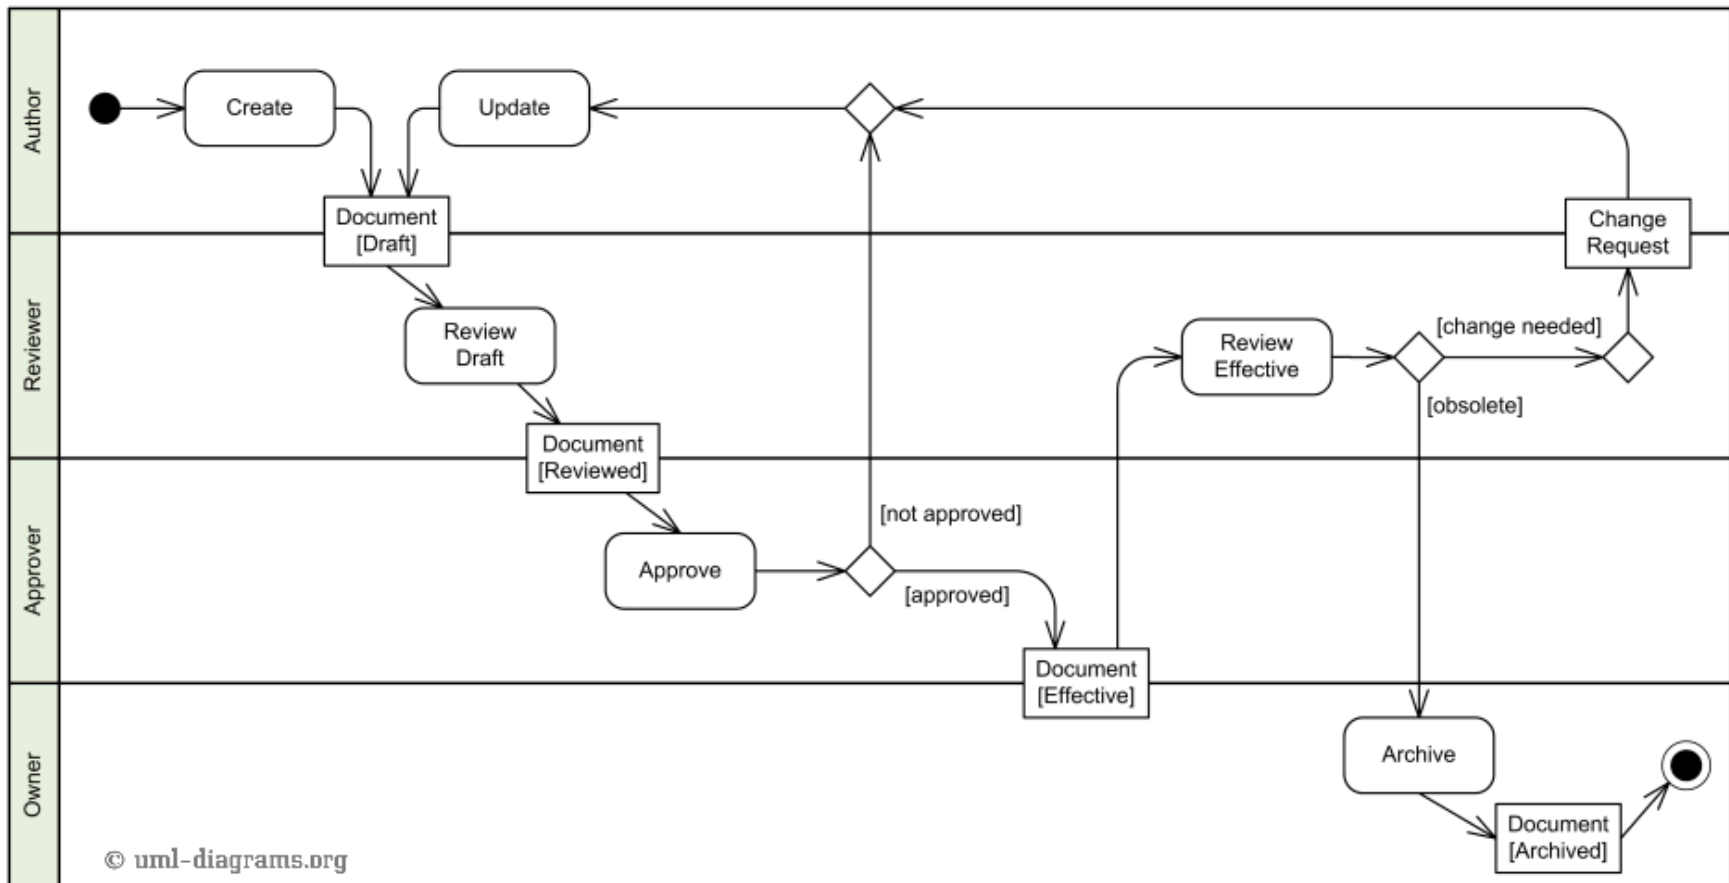 Author
Create
Update
Document
[Draft]
Change
Request
Reviewer
Review
Draft
Review
Effective
[change needed]
[obsolete]
Document
[Reviewed]
Approver
[not approved]
Approve
[approved]
Document
[Effective]
Owner
Archive
Document
[Archived]
© uml-diagrams.org